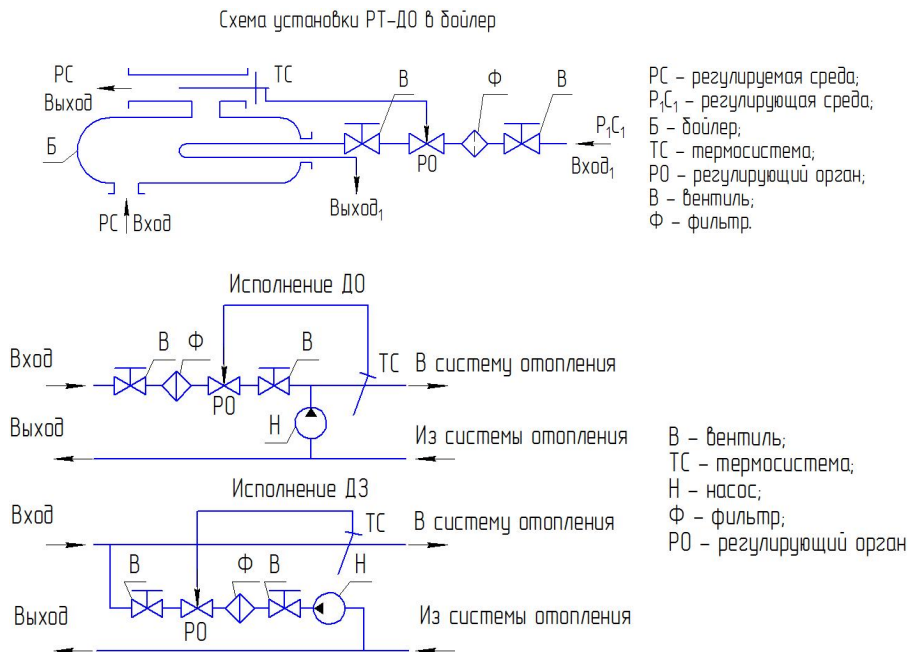 Схема установки РТ-ДО в бойлер
РС
Выход
ТС
В
Ф
В
Б
РО
Р₁С₁
Вход₁
Выход₁
РС Вход
РС – регулируемая среда;
Р₁С₁ – регулирующая среда;
Б – бойлер;
ТС – термосистема;
РО – регулирующий орган;
В – вентиль;
Ф – фильтр.
Исполнение ДО
Вход
В
Ф
В
РО
ТС
В систему отопления
Выход
Н
Из системы отопления
Исполнение ДЗ
Вход
ТС
В систему отопления
В
Ф
В
Н
РО
Выход
Из системы отопления
В – вентиль;
ТС – термосистема;
Н – насос;
Ф – фильтр;
РО – регулирующий орган